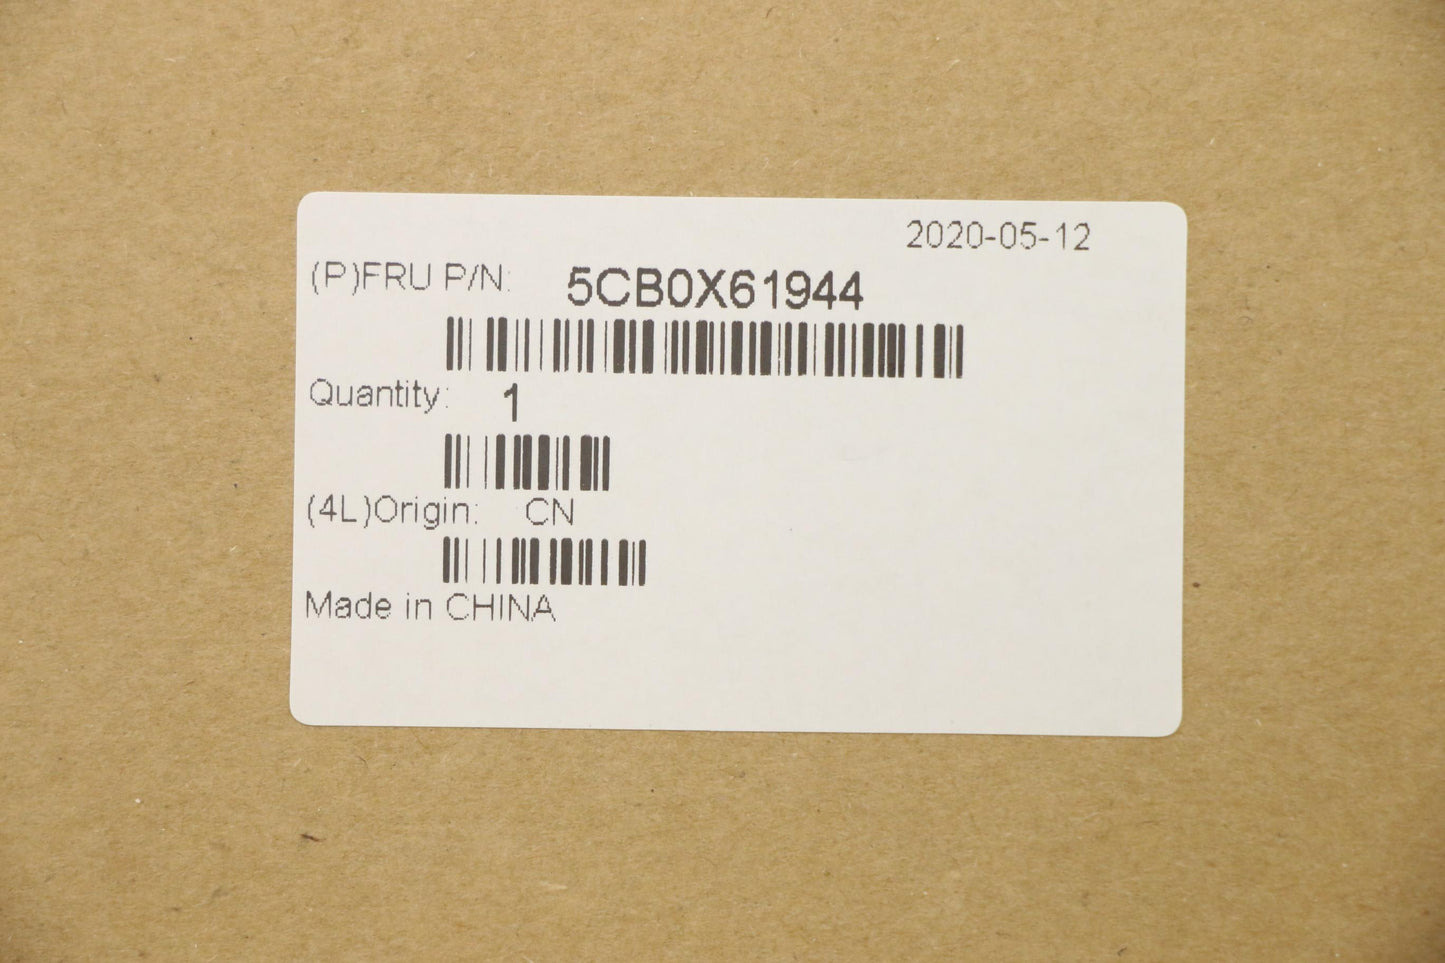 2020-05-12
(P)FRU P/N: 5CB0X61944
Quantity: 1
(4L)Origin: CN
Made in CHINA